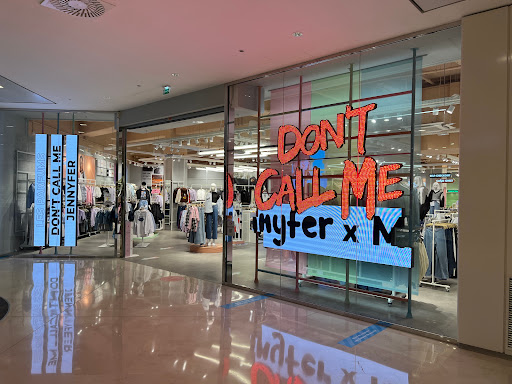 DON'T CALL ME
JENNYFER
DON'T
CALL ME
nnyfer x N